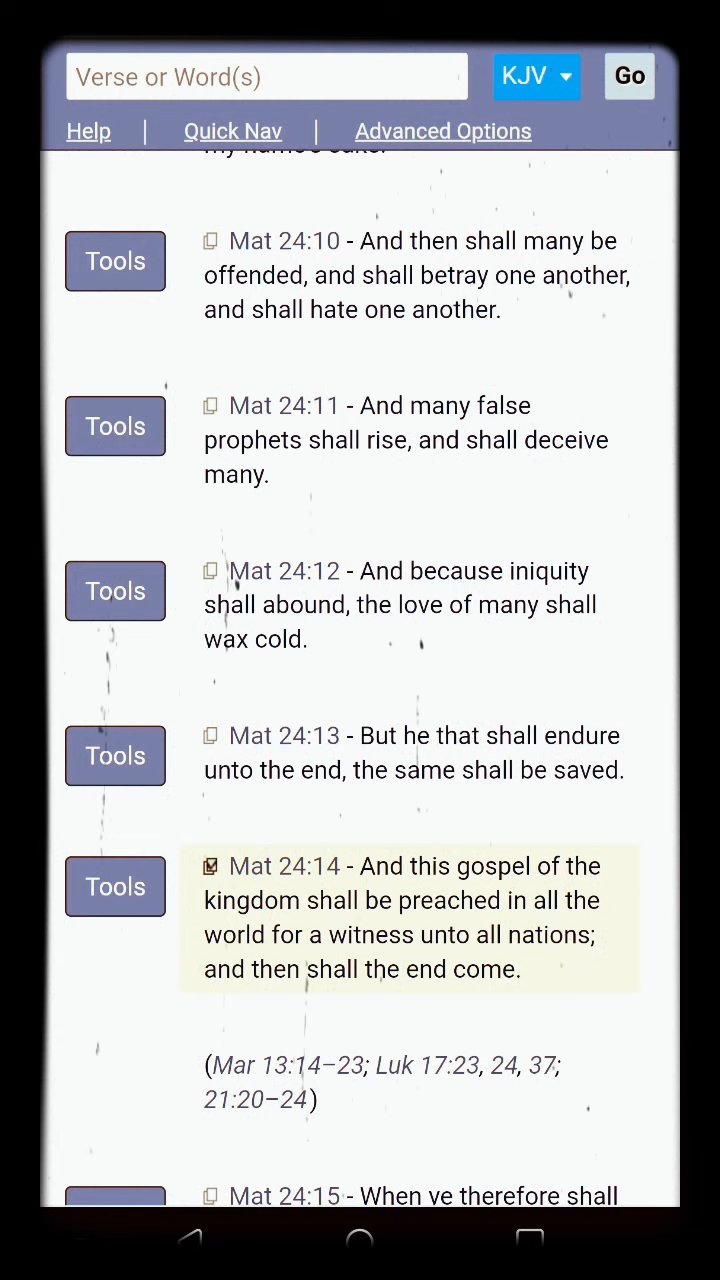 Verse or Word(s) KJV Go
Help | Quick Nav | Advanced Options
my name's sake.
Tools Mat 24:10 - And then shall many be
offended, and shall betray one another,
and shall hate one another.
Tools Mat 24:11 - And many false
prophets shall rise, and shall deceive
many.
Tools Mat 24:12 - And because iniquity
shall abound, the love of many shall
wax cold.
Tools Mat 24:13 - But he that shall endure
unto the end, the same shall be saved.
Tools Mat 24:14 - And this gospel of the
kingdom shall be preached in all the
world for a witness unto all nations;
and then shall the end come.
(Mar 13:14–23; Luk 17:23, 24, 37;
21:20–24)
Mat 24:15 - When ye therefore shall